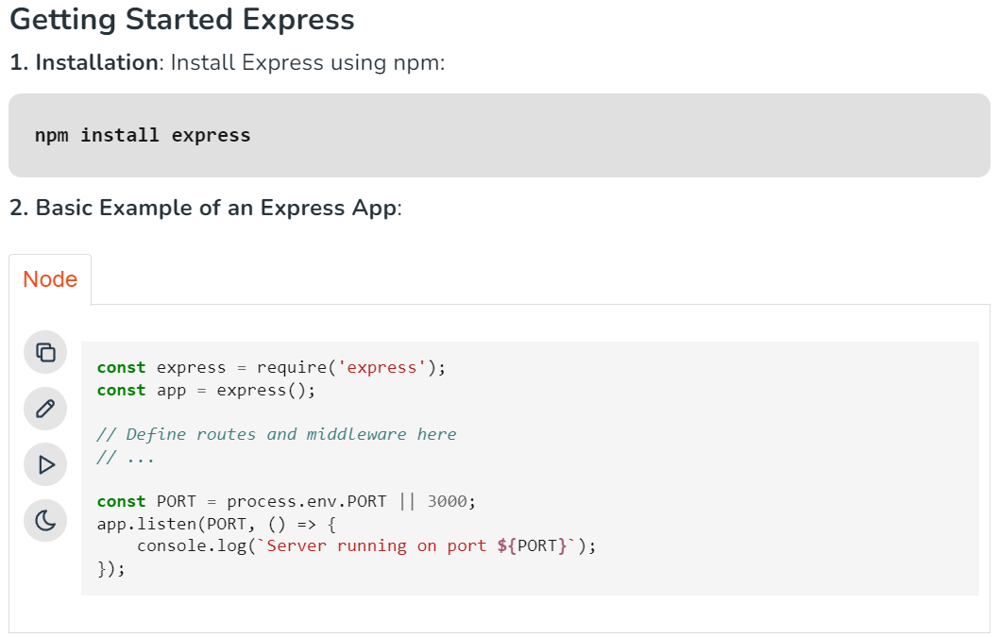 Getting Started Express
1. Installation: Install Express using npm:
npm install express
2. Basic Example of an Express App:
Node
const express = require('express');
const app = express();
// Define routes and middleware here
// ...
const PORT = process.env.PORT || 3000;
app.listen(PORT, () => {
    console.log(`Server running on port ${PORT}`);
});